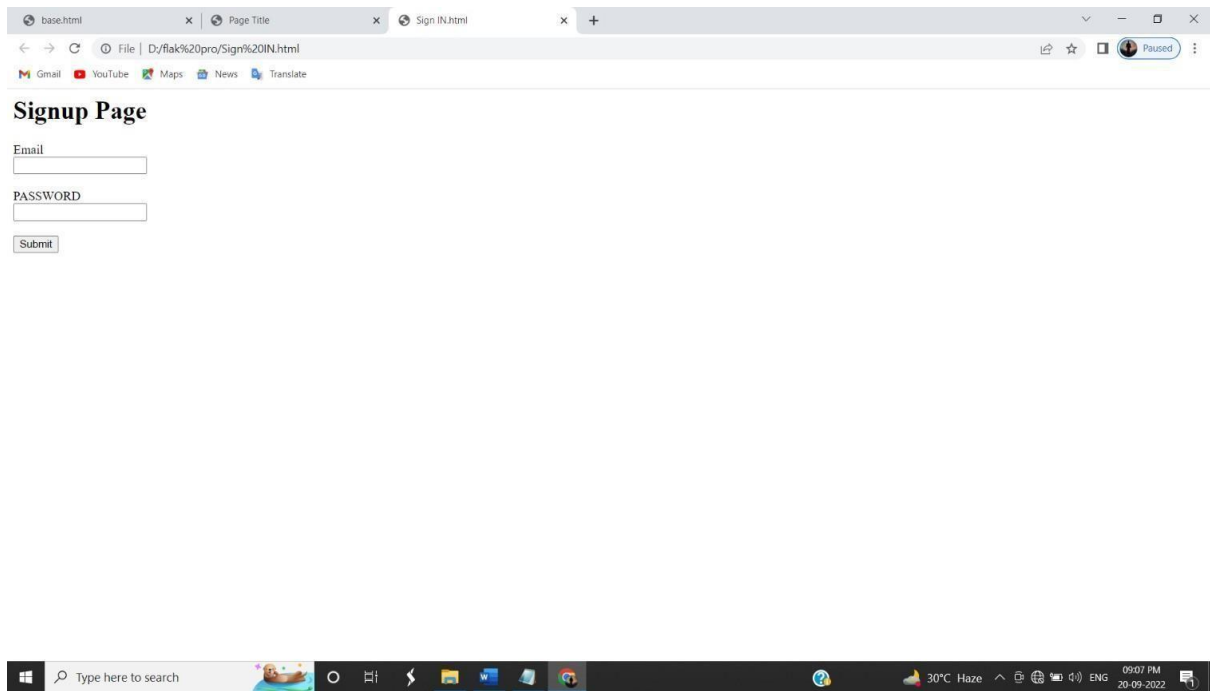 base.html
Page Title
Sign IN.html
File | D:/flak%20pro/Sign%20IN.html
Paused
Gmail YouTube Maps News Translate
Signup Page
Email
PASSWORD
Submit
Type here to search
30°C Haze
ENG
09:07 PM
20-09-2022
1